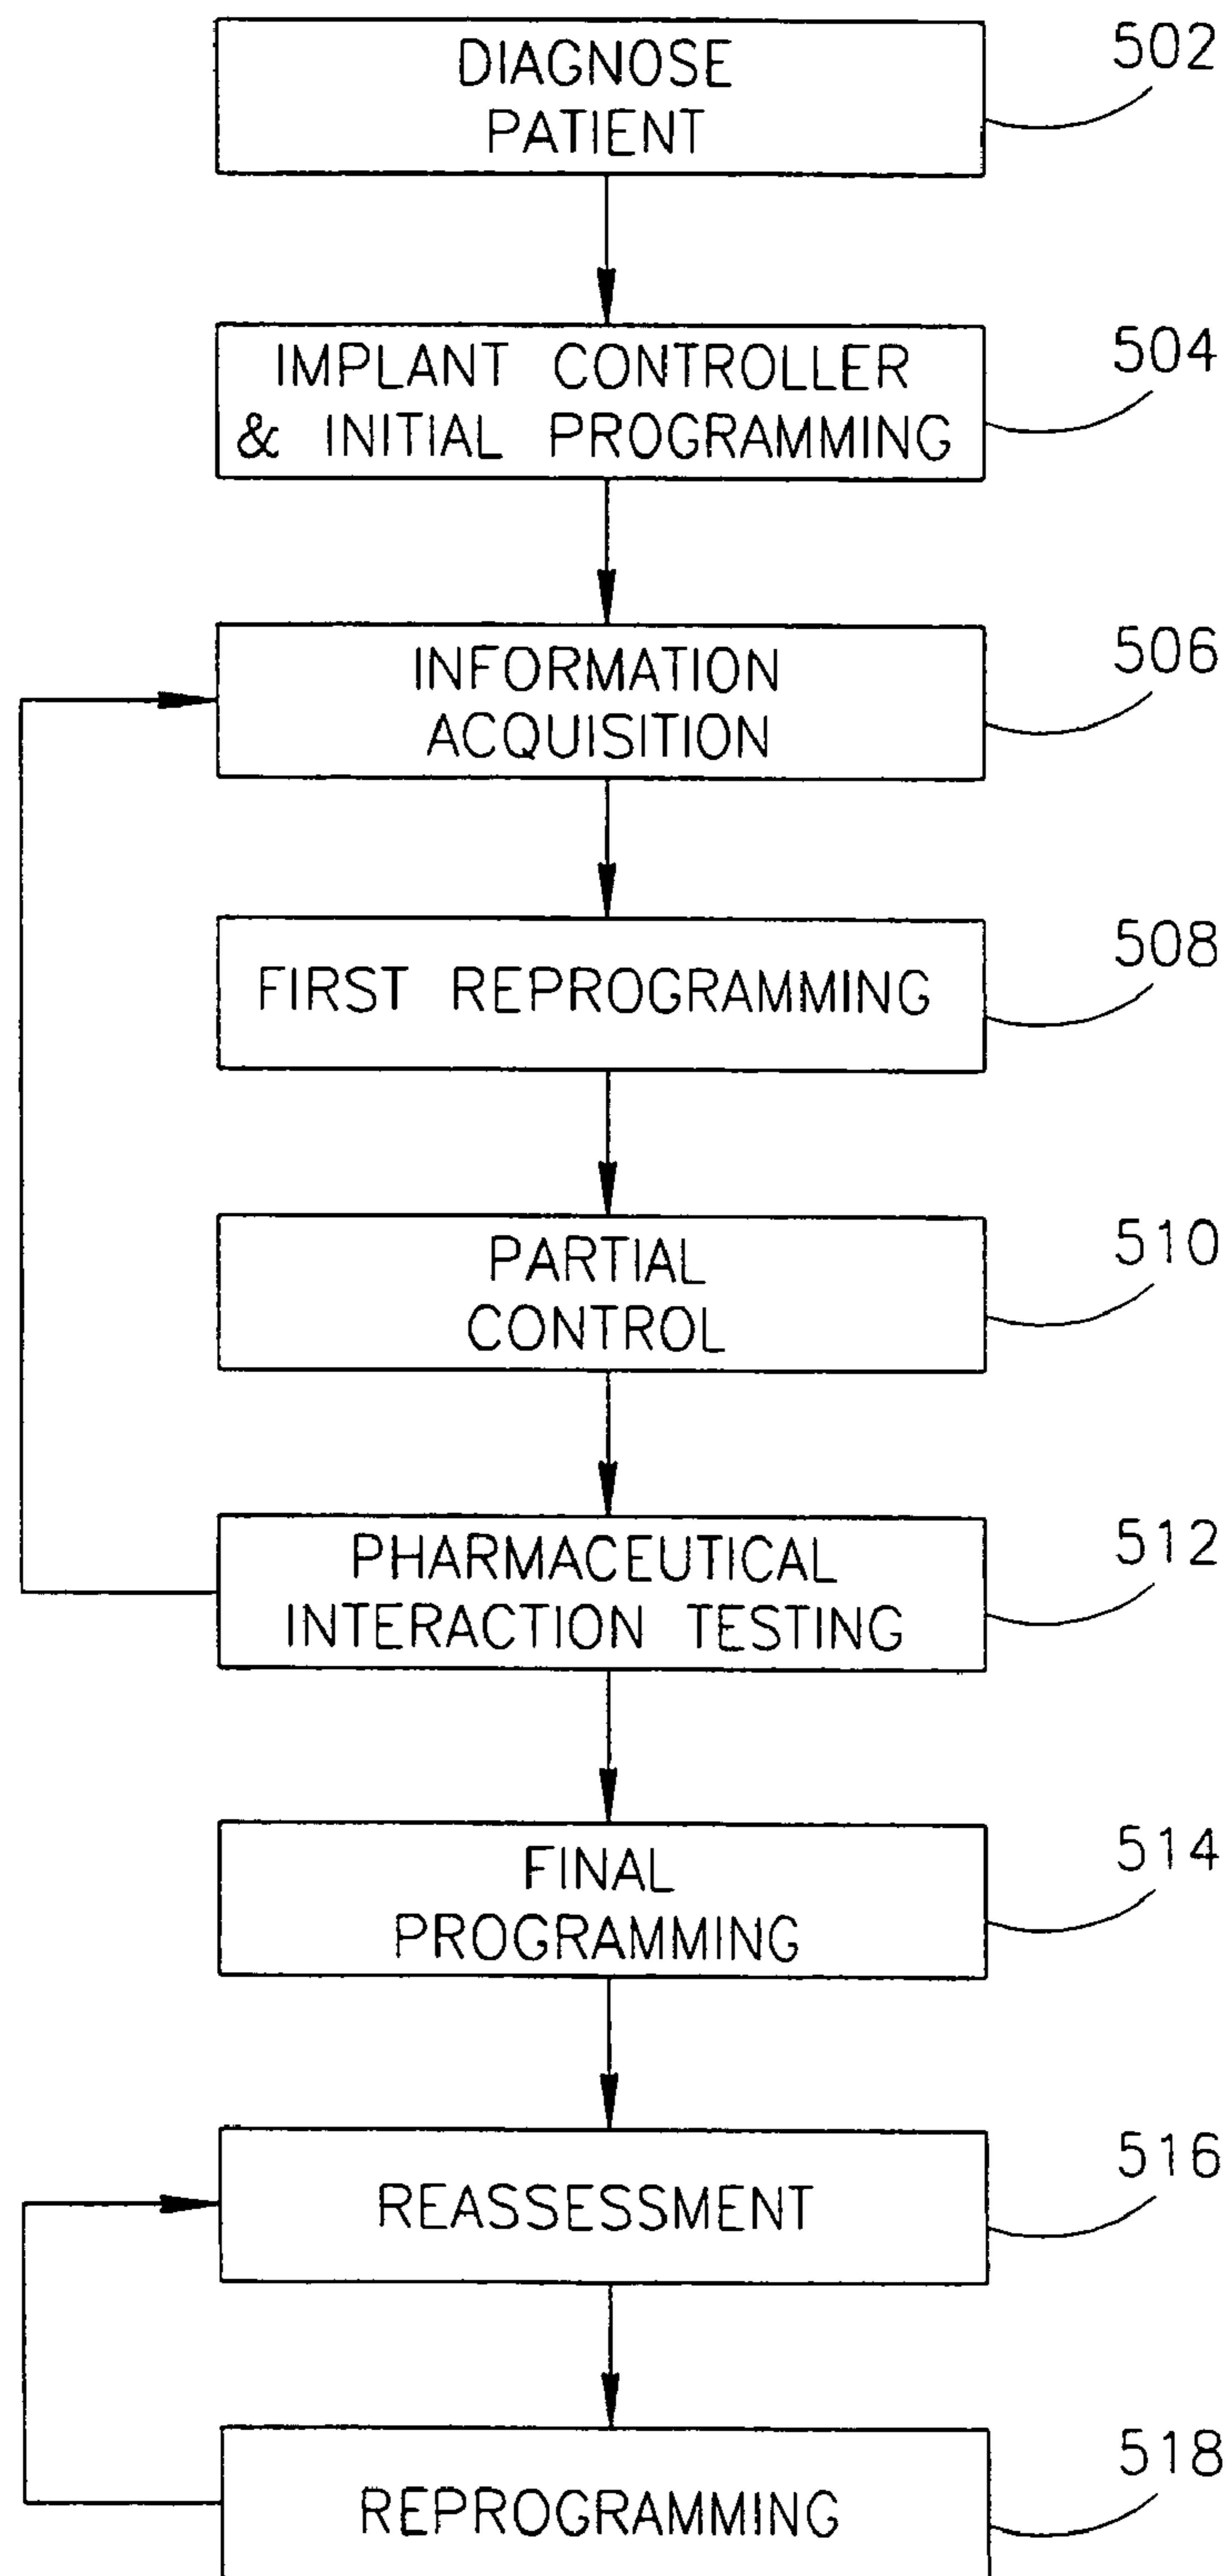 DIAGNOSE
PATIENT
502
IMPLANT CONTROLLER
& INITIAL PROGRAMMING
504
INFORMATION
ACQUISITION
506
FIRST REPROGRAMMING
508
PARTIAL
CONTROL
510
PHARMACEUTICAL
INTERACTION TESTING
512
FINAL
PROGRAMMING
514
REASSESSMENT
516
REPROGRAMMING
518